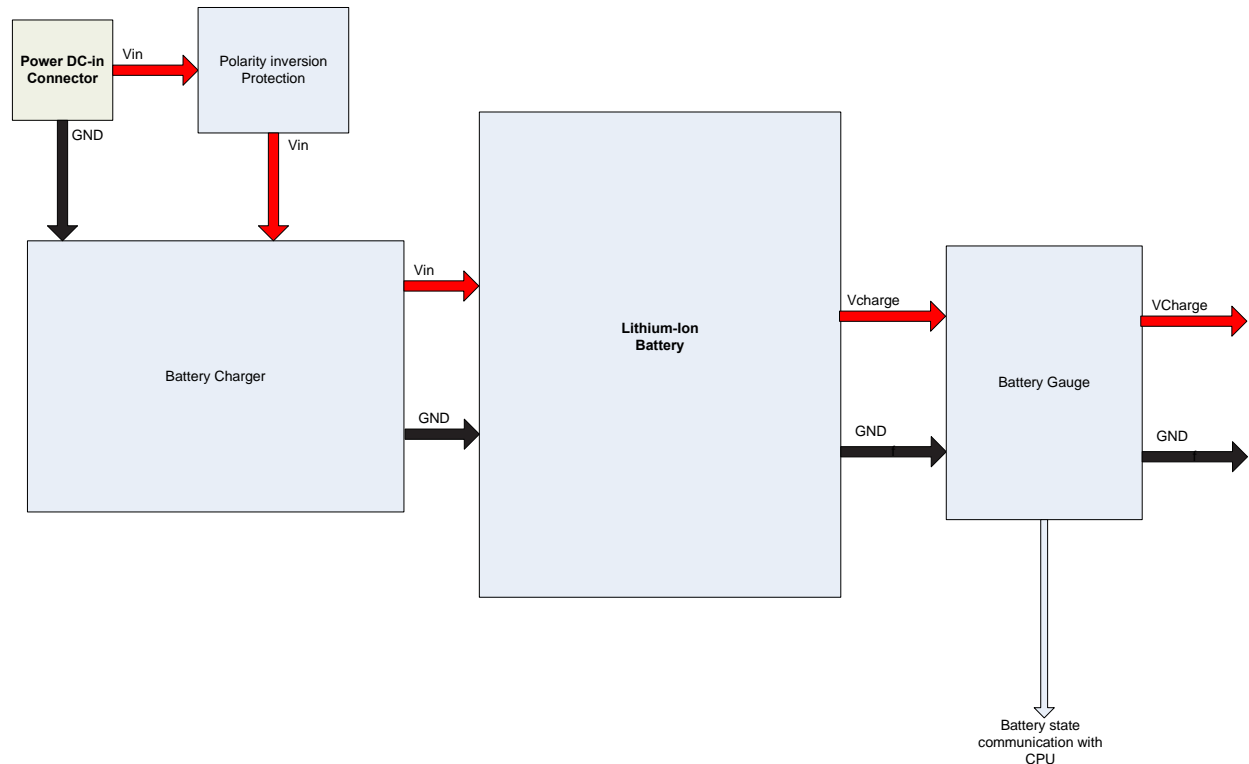 Power DC-in
Connector
Vin
Polarity inversion
Protection
GND
Vin
Battery Charger
Vin
GND
Lithium-Ion
Battery
Vcharge
GND
Battery Gauge
VCharge
GND
Battery state
communication with
CPU